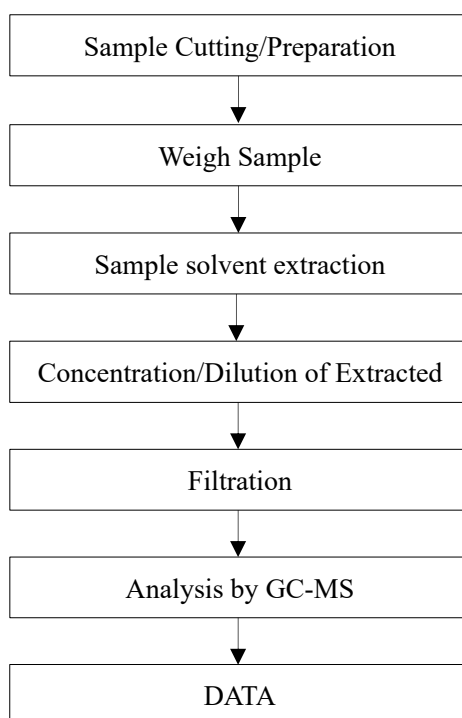 Sample Cutting/Preparation
Weigh Sample
Sample solvent extraction
Concentration/Dilution of Extracted
Filtration
Analysis by GC-MS
DATA